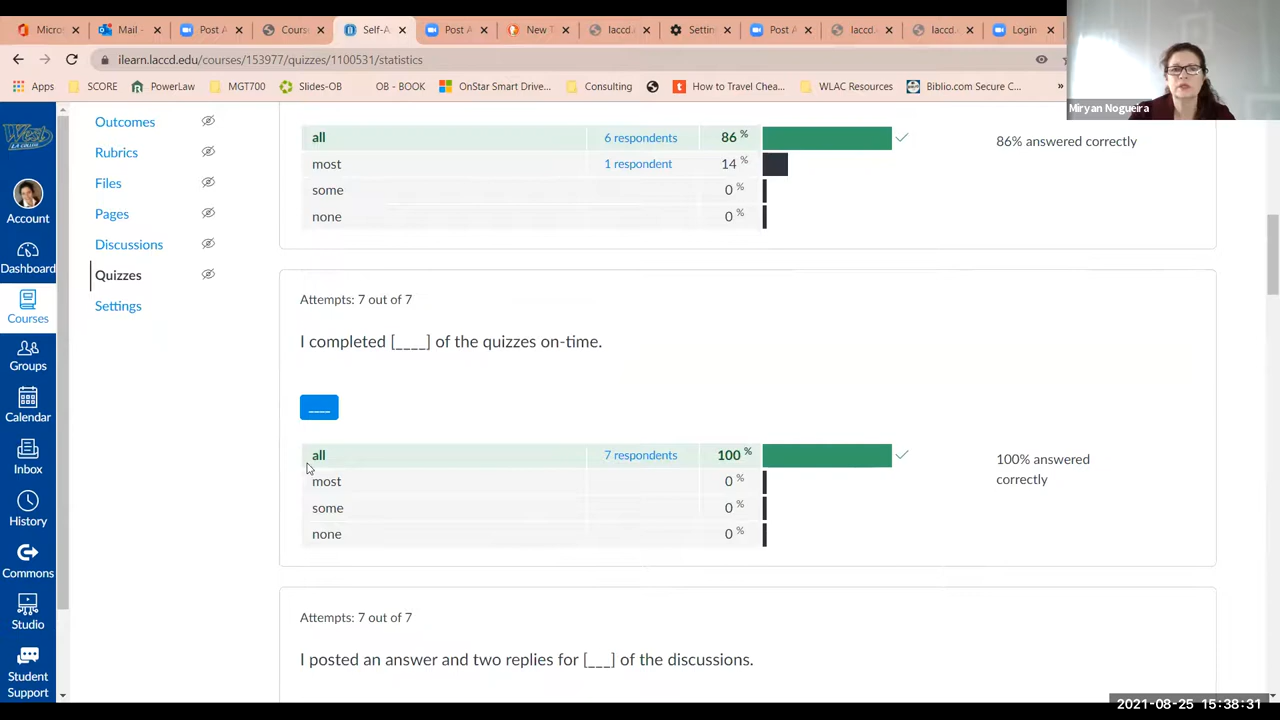 Micros
Mail -
Post A
Cours
Self-A
Post A
New T
laccd.
Settin
Post A
laccd.
laccd.
Login
ilearn.laccd.edu/courses/153977/quizzes/1100531/statistics
Apps
SCORE
PowerLaw
MGT700
Slides-OB
OB - BOOK
OnStar Smart Drive...
Consulting
How to Travel Chea...
WLAC Resources
Biblio.com Secure C...
»
Miryan Nogueira
Account
Dashboard
Courses
Groups
Calendar
Inbox
History
Commons
Studio
Student
Support
Outcomes
Rubrics
Files
Pages
Discussions
Quizzes
Settings
all 6 respondents 86 % 86% answered correctly
most 1 respondent 14 %
some 0 %
none 0 %
Attempts: 7 out of 7
I completed [____] of the quizzes on-time.
____
all 7 respondents 100 % 100% answered
correctly
most 0 %
some 0 %
none 0 %
Attempts: 7 out of 7
I posted an answer and two replies for [___] of the discussions.
2021-08-25 15:38:31